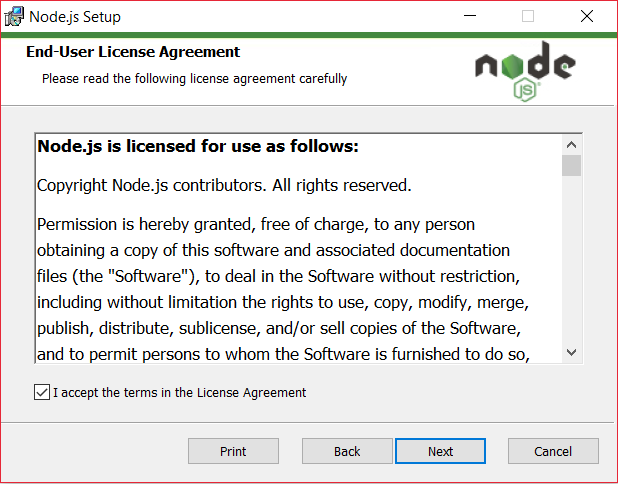 Node.js Setup
End-User License Agreement
Please read the following license agreement carefully
node
JS
Node.js is licensed for use as follows:
Copyright Node.js contributors. All rights reserved.
Permission is hereby granted, free of charge, to any person
obtaining a copy of this software and associated documentation
files (the "Software"), to deal in the Software without restriction,
including without limitation the rights to use, copy, modify, merge,
publish, distribute, sublicense, and/or sell copies of the Software,
and to permit persons to whom the Software is furnished to do so,
I accept the terms in the License Agreement
Print Back Next Cancel